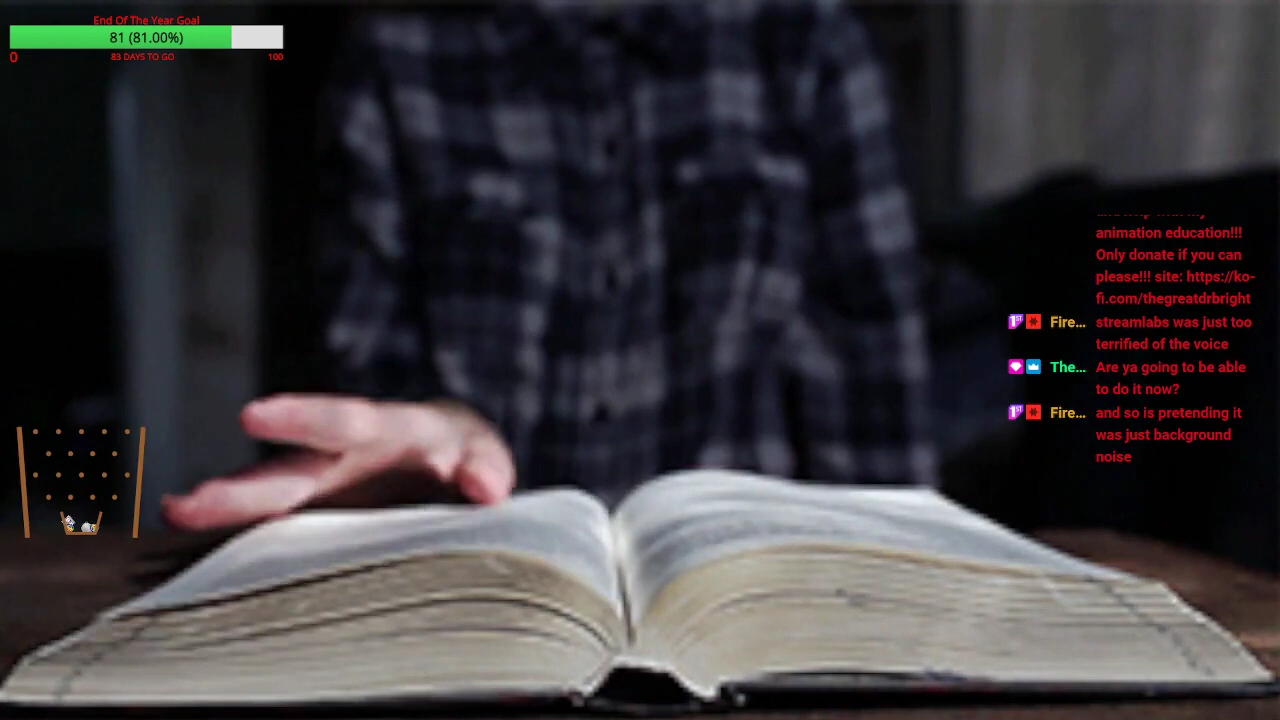 End Of The Year Goal
81 (81.00%)
0
83 DAYS TO GO
100
animation education!!!
Only donate if you can
please!!! site: https://ko-
fi.com/thegreatdrbright
Fire... streamlabs was just too
terrified of the voice
The... Are ya going to be able
to do it now?
Fire... and so is pretending it
was just background
noise